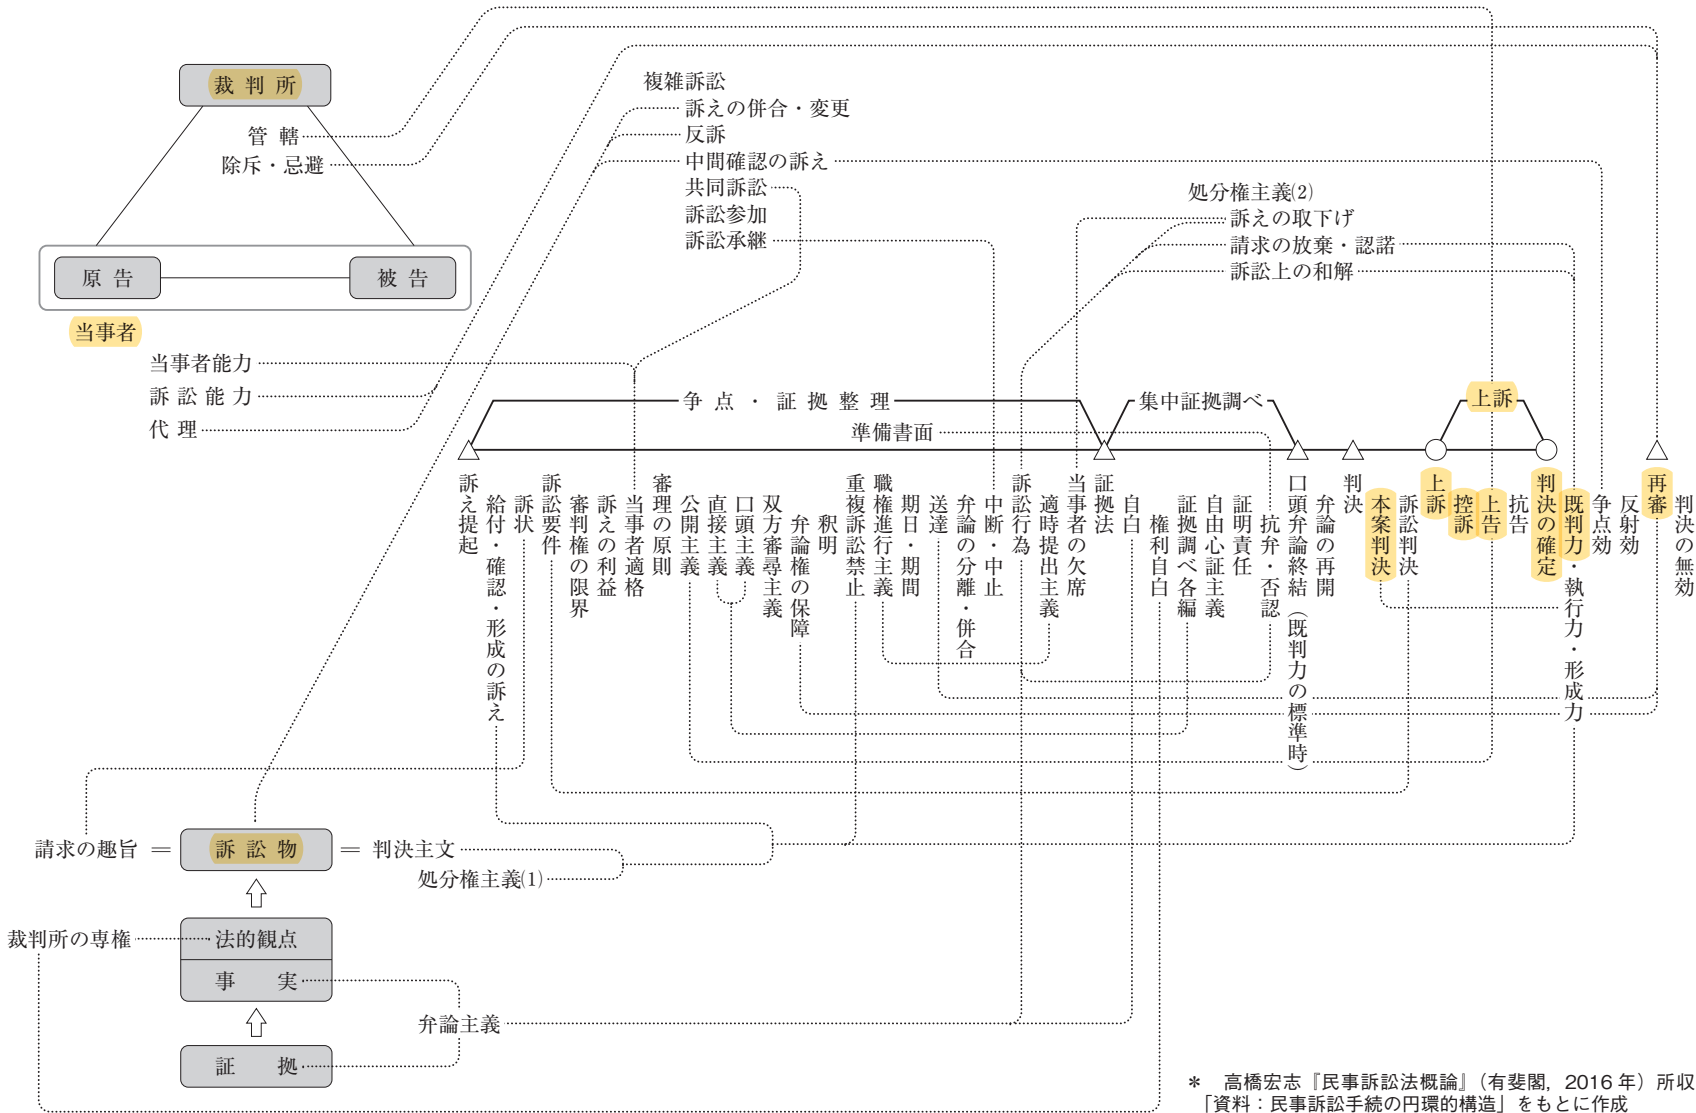 裁判所
管轄
除斥・忌避
原告
被告
当事者
当事者能力
訴訟能力
代理
複雑訴訟
訴えの併合・変更
反訴
中間確認の訴え
共同訴訟
訴訟参加
訴訟承継
処分権主義(2)
訴えの取下げ
請求の放棄・認諾
訴訟上の和解
争点・証拠整理
集中証拠調べ
上訴
準備書面
訴え提起
給付・確認・形成の訴え
訴状
訴訟要件
審判権の限界
訴えの利益
当事者適格
審理の原則
公開主義
直接主義
口頭主義
双方審尋主義
弁論権の保障
釈明
重複訴訟禁止
職権進行主義
期日・期間
送達
弁論の分離・併合
中断・中止
訴訟行為
適時提出主義
当事者の欠席
証拠法
自白
権利自白
証拠調べ各編
自由心証主義
証明責任
抗弁・否認
口頭弁論終結(既判力の標準時)
弁論の再開
判決
本案判決
訴訟判決
上訴
控訴
上告
抗告
判決の確定
既判力・執行力・形成力
争点効
反射効
再審
判決の無効
請求の趣旨 = 訴訟物 = 判決主文
処分権主義(1)
裁判所の専権
法的観点
事実
弁論主義
証拠
* 高橋宏志『民事訴訟法概論』(有斐閣, 2016年)所収
「資料:民事訴訟手続の円環的構造」をもとに作成